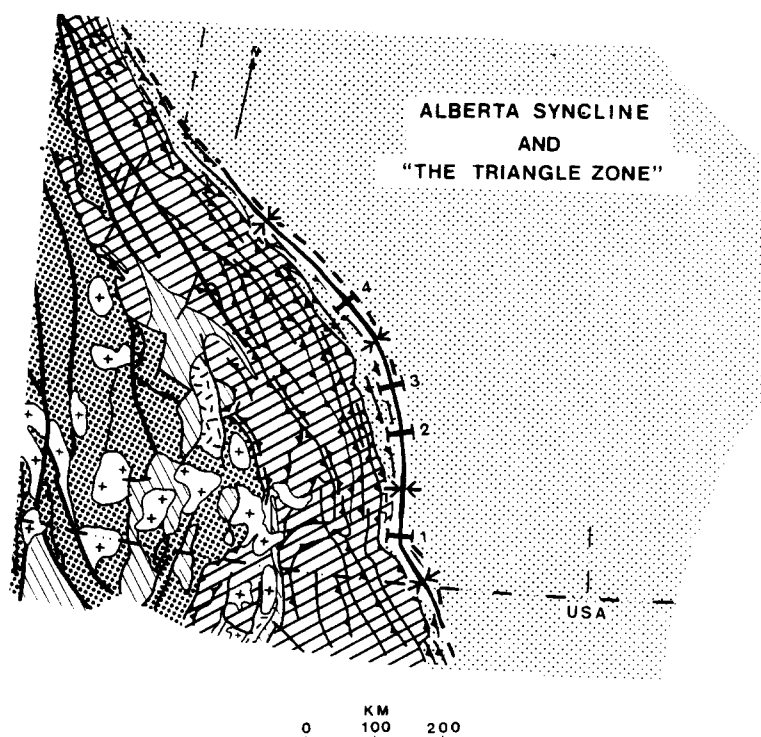 N
ALBERTA SYNCLINE
AND
“THE TRIANGLE ZONE”
4
3
2
1
USA
KM
0 100 200